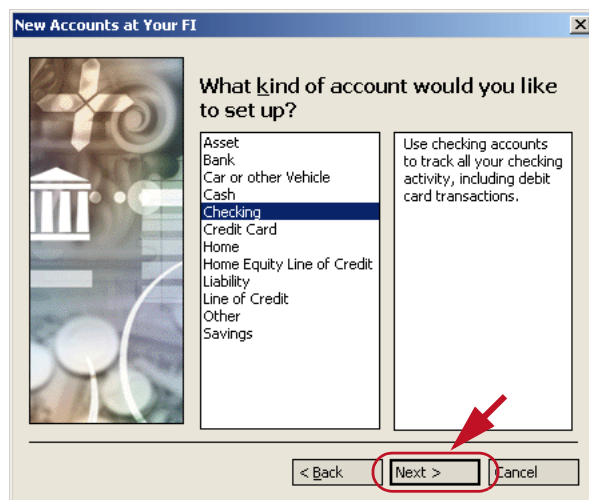 New Accounts at Your FI
What kind of account would you like
to set up?
Asset
Bank
Car or other Vehicle
Cash
Checking
Credit Card
Home
Home Equity Line of Credit
Liability
Line of Credit
Other
Savings
Use checking accounts
to track all your checking
activity, including debit
card transactions.
< Back
Next >
Cancel